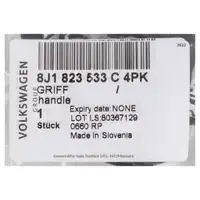 VOLKSWAGEN
GROUP
8J1 823 533 C 4PK
GRIFF /
handle
1
Stück
Expiry date:NONE
LOT LS:80367129
0660 RP
Made in Slovenia